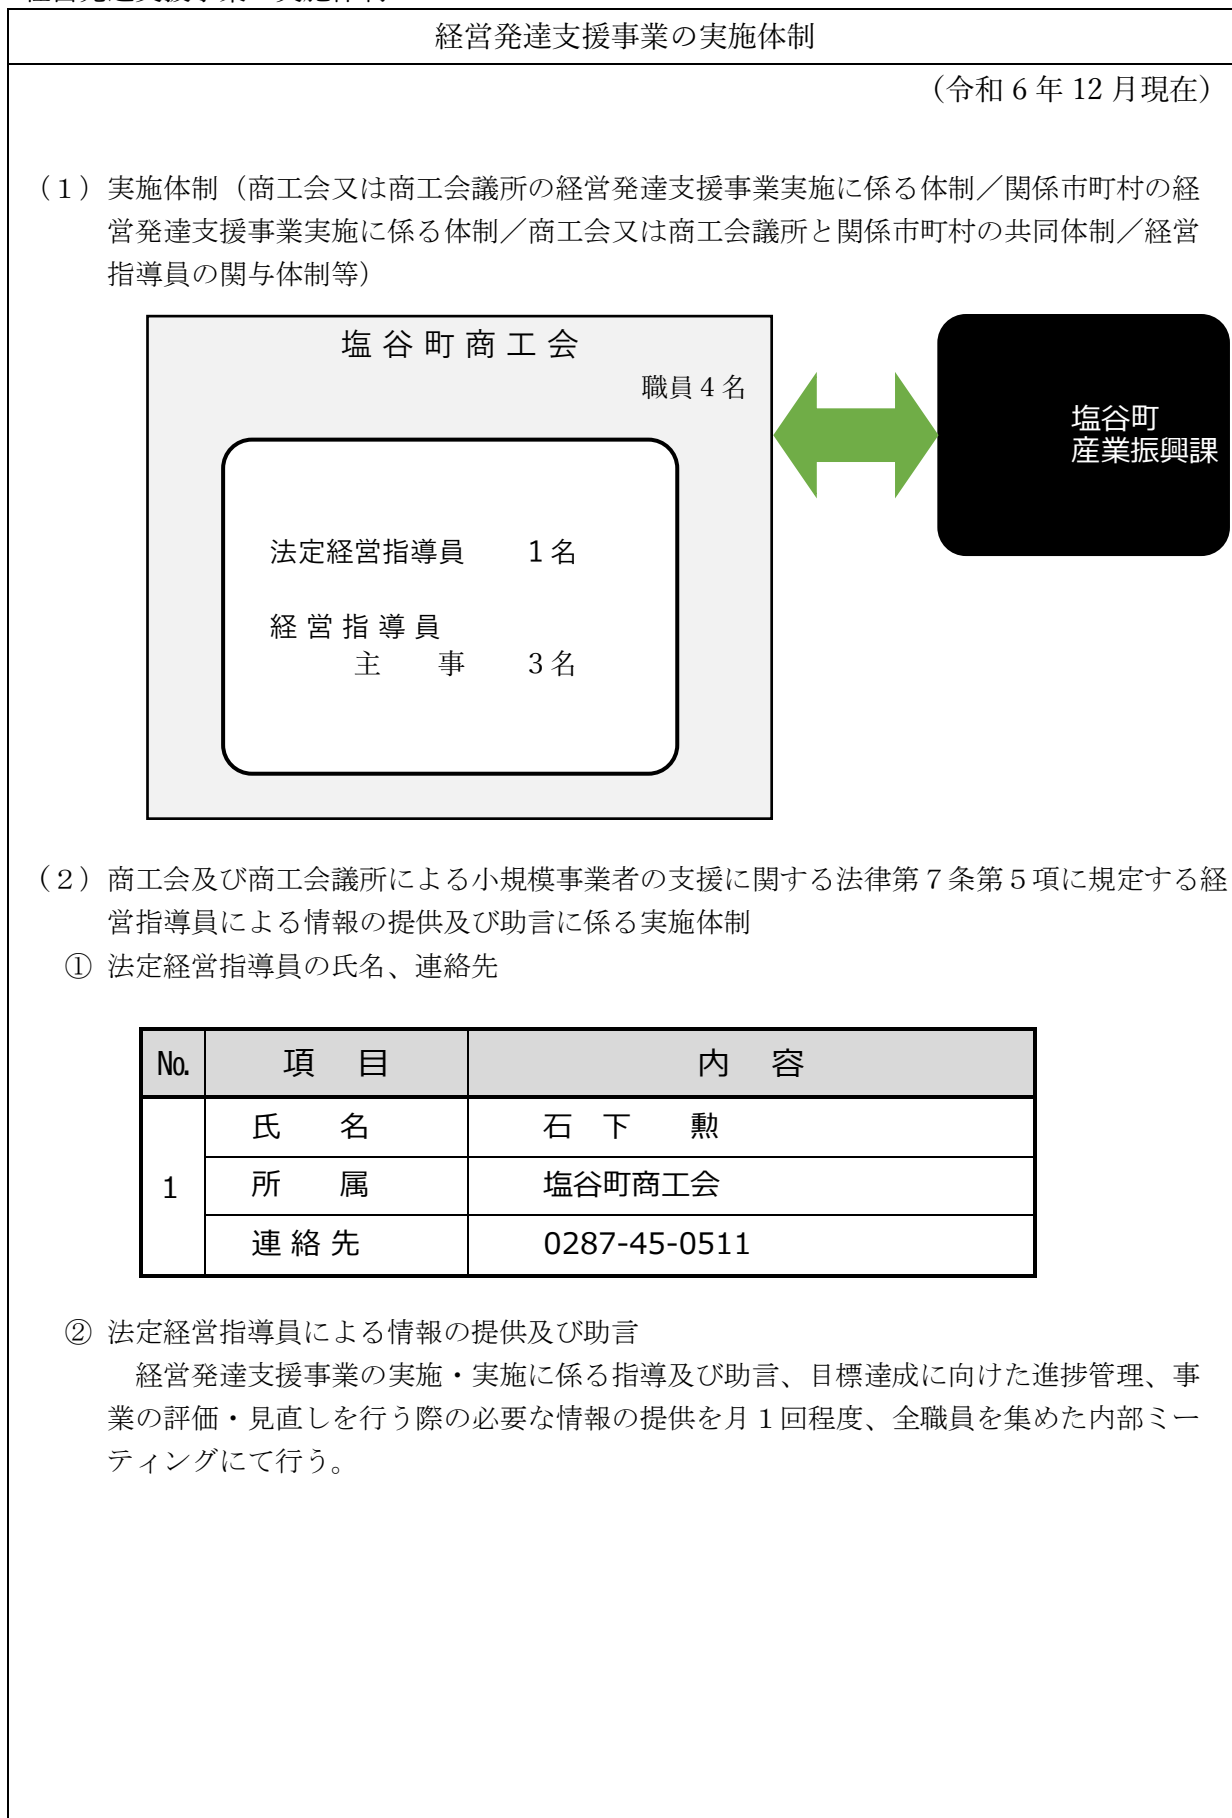 経営発達支援事業の実施体制
（令和６年 12 月現在）
（１）実施体制（商工会又は商工会議所の経営発達支援事業実施に係る体制／関係市町村の経
営発達支援事業実施に係る体制／商工会又は商工会議所と関係市町村の共同体制／経営
指導員の関与体制等）
塩 谷 町 商 工 会
職員４名
法定経営指導員　　１名
経 営 指 導 員
主　　事　　３名
塩谷町
産業振興課
（２）商工会及び商工会議所による小規模事業者の支援に関する法律第７条第５項に規定する経
営指導員による情報の提供及び助言に係る実施体制
① 法定経営指導員の氏名、連絡先
№ 項　目 内　容
氏　　名 石　下　　勲
1 所　　属 塩谷町商工会
連 絡 先 0287-45-0511
② 法定経営指導員による情報の提供及び助言
経営発達支援事業の実施・実施に係る指導及び助言、目標達成に向けた進捗管理、事
業の評価・見直しを行う際の必要な情報の提供を月１回程度、全職員を集めた内部ミー
ティングにて行う。